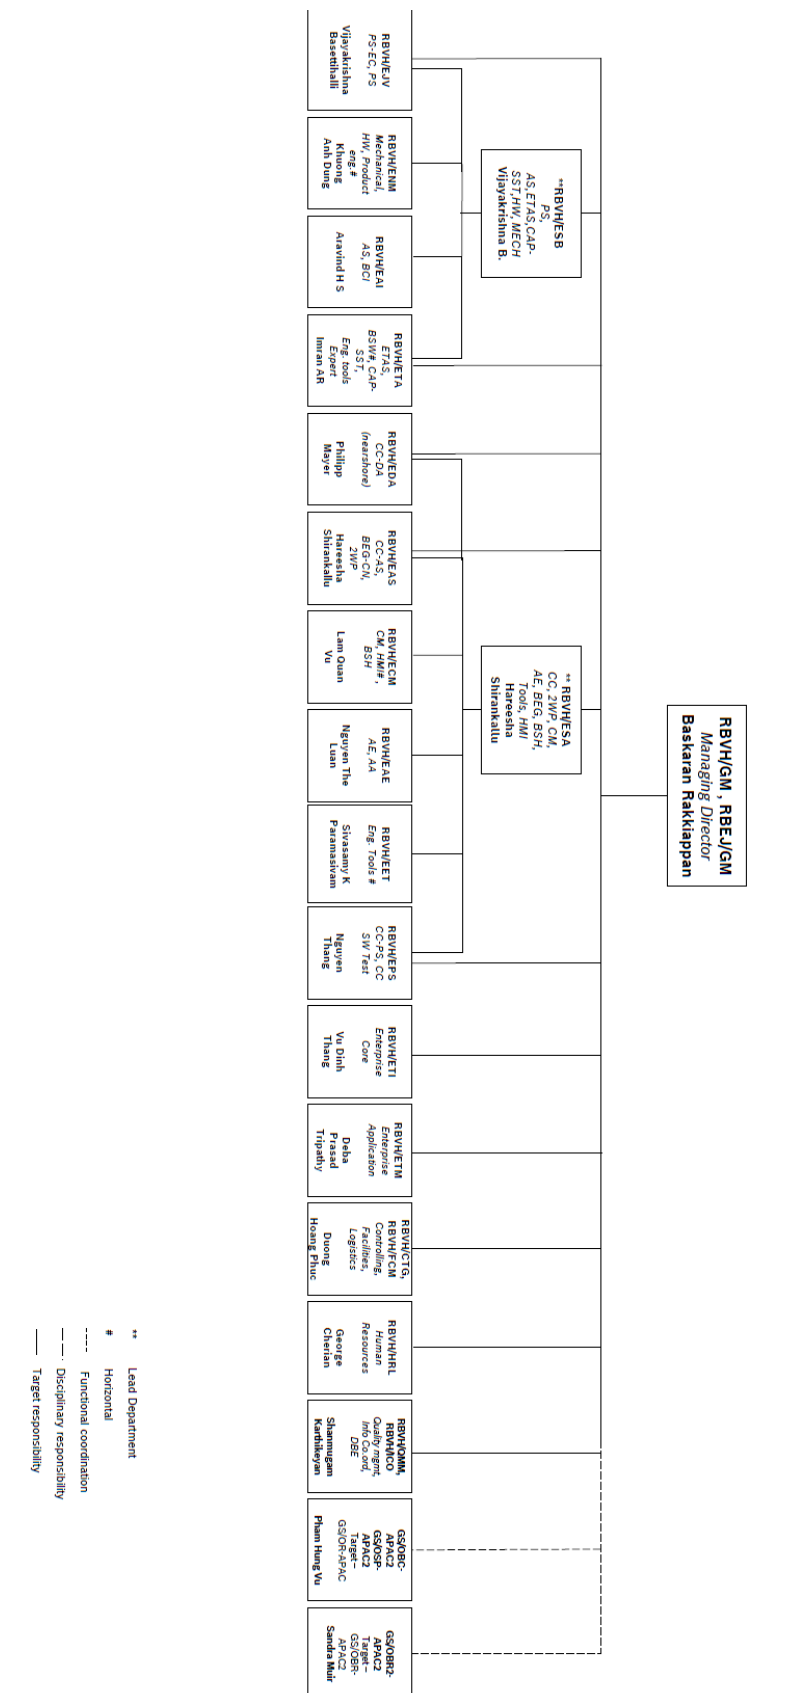 RBVH/GM , RBEJ/GM
Managing Director
Baskaran Rakkiappan
**RBVH/ESB
PS,
AS,ETAS,CAP-
SST,HW, MECH
Vijayakrishna B.
** RBVH/ESA
CC, 2WP, CM,
AE, BEG, BSH,
Tools, HMI
Hareesha
Shirankallu
RBVH/EJV
PS-EC, PS
Vijayakrishna
Basettihalli
RBVH/ENM
Mechanical,
HW, Product
eng.#
Khuong
Anh Dung
RBVH/EAI
AS, BCI
Aravind H S
RBVH/ETA
ETAS,
BSW#, CAP-
SST,
Eng. tools
Expert
Imran AR
RBVH/EDA
CC-DA
(nearshore)
Philipp
Mayer
RBVH/EAS
CC-AS,
BEG-CN,
2WP
Hareesha
Shirankallu
RBVH/ECM
CM, HMI# ,
BSH
Lam Quan
Vu
RBVH/EAE
AE, AA
Nguyen The
Luan
RBVH/EET
Eng. Tools #
Sivasamy K
Paramasivam
RBVH/EPS
CC-PS, CC
SW Test
Nguyen
Thang
RBVH/ETI
Enterprise
Core
Vu Dinh
Thang
RBVH/ETM
Enterprise
Application
Deba
Prasad
Tripathy
RBVH/CTG,
RBVH/FCM
Controlling,
Facilities,
Logistics
Duong
Hoang Phuc
RBVH/HRL
Human
Resources
George
Cherian
RBVH/QMM,
RBVH/ICO
Quality mgmt,
Info Co.ord,
DBE
Shanmugam
Karthikeyan
GS/OBC-
APAC2
GS/OSP-
APAC2
Target–
GS/OR-APAC
Pham Hung Vu
GS/OBR2-
APAC2
Target–
GS/OBR-
APAC2
Sandra Muir
** Lead Department
# Horizontal
---- Functional coordination
— — · Disciplinary responsibility
—— Target responsibility